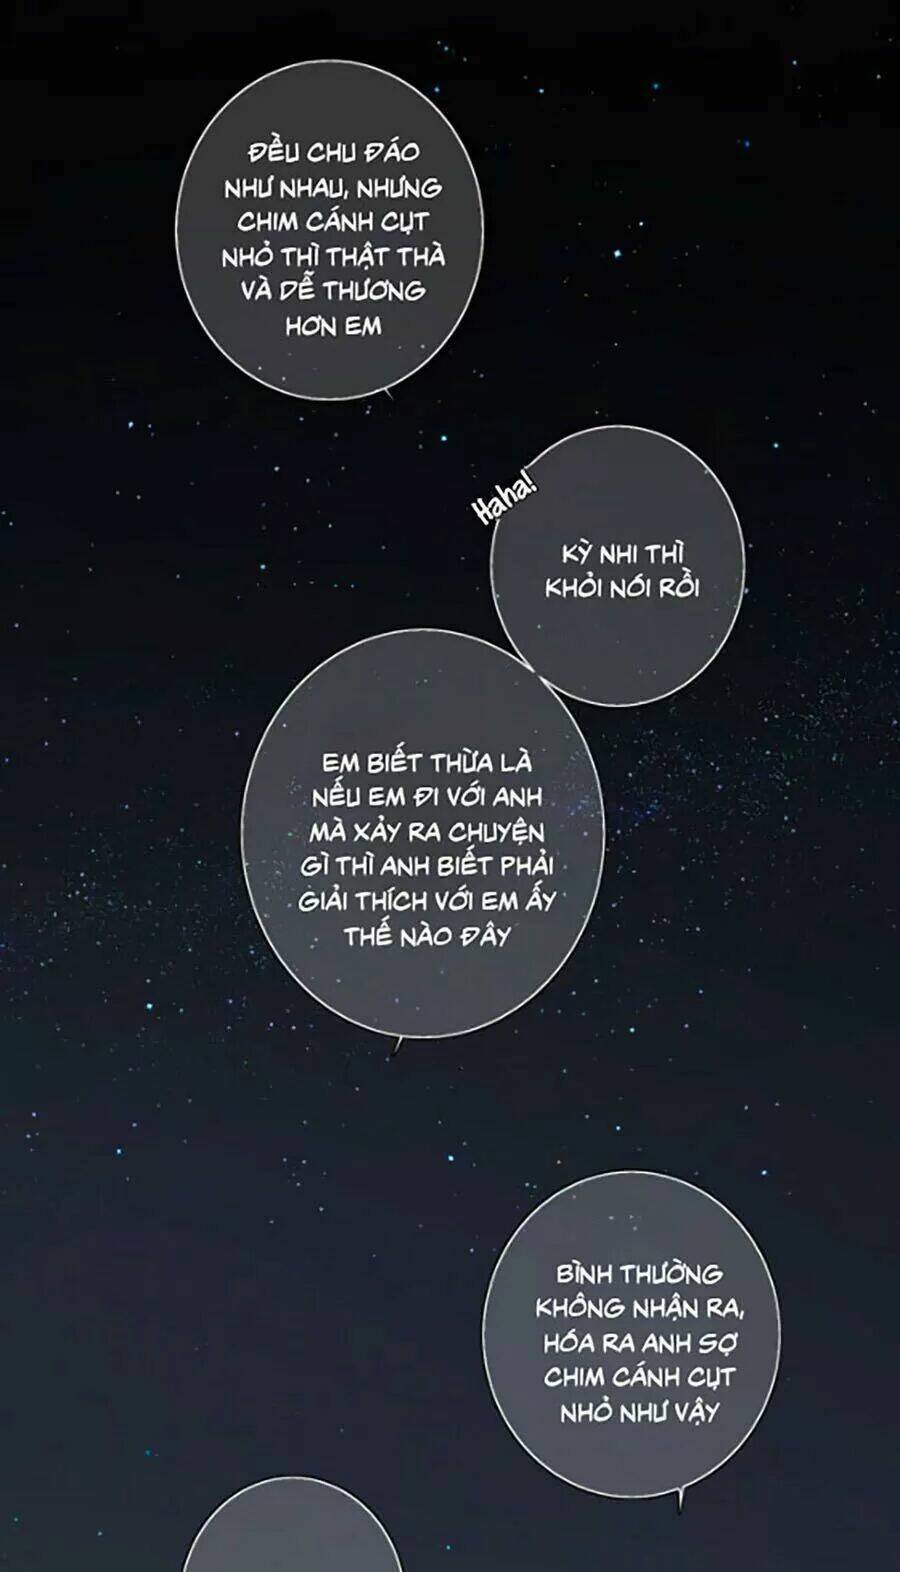 ĐỀU CHU ĐÁO
NHƯ NHAU, NHƯNG
CHIM CÁNH CỤT
NHỎ THÌ THẬT THÀ
VÀ DỄ THƯƠNG
HƠN EM
Haha!
KỲ NHI THÌ
KHỎI NÓI RỒI
EM BIẾT THỪA LÀ
NẾU EM ĐI VỚI ANH
MÀ XẢY RA CHUYỆN
GÌ THÌ ANH BIẾT PHẢI
GIẢI THÍCH VỚI EM ẤY
THẾ NÀO ĐÂY
BÌNH THƯỜNG
KHÔNG NHẬN RA,
HÓA RA ANH SỢ
CHIM CÁNH CỤT
NHỎ NHƯ VẬY